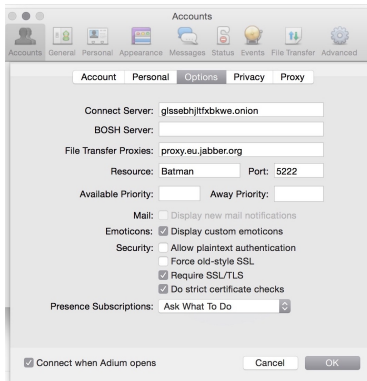 Accounts
Accounts General Personal Appearance Messages Status Events File Transfer Advanced
Account Personal Options Privacy Proxy
Connect Server: glssebhjltfxbkwe.onion
BOSH Server:
File Transfer Proxies: proxy.eu.jabber.org
Resource: Batman Port: 5222
Available Priority: Away Priority:
Mail: Display new mail notifications
Emoticons: Display custom emoticons
Security: Allow plaintext authentication
Force old-style SSL
Require SSL/TLS
Do strict certificate checks
Presence Subscriptions: Ask What To Do
Connect when Adium opens Cancel OK